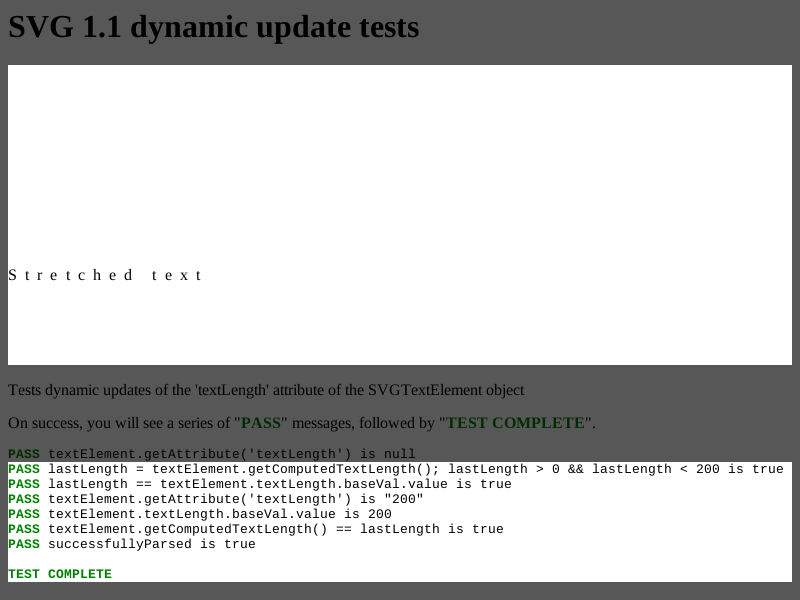 SVG 1.1 dynamic update tests
Stretched text
Tests dynamic updates of the 'textLength' attribute of the SVGTextElement object
On success, you will see a series of "PASS" messages, followed by "TEST COMPLETE".
PASS textElement.getAttribute('textLength') is null
PASS lastLength = textElement.getComputedTextLength(); lastLength > 0 && lastLength < 200 is true
PASS lastLength == textElement.textLength.baseVal.value is true
PASS textElement.getAttribute('textLength') is "200"
PASS textElement.textLength.baseVal.value is 200
PASS textElement.getComputedTextLength() == lastLength is true
PASS successfullyParsed is true
TEST COMPLETE